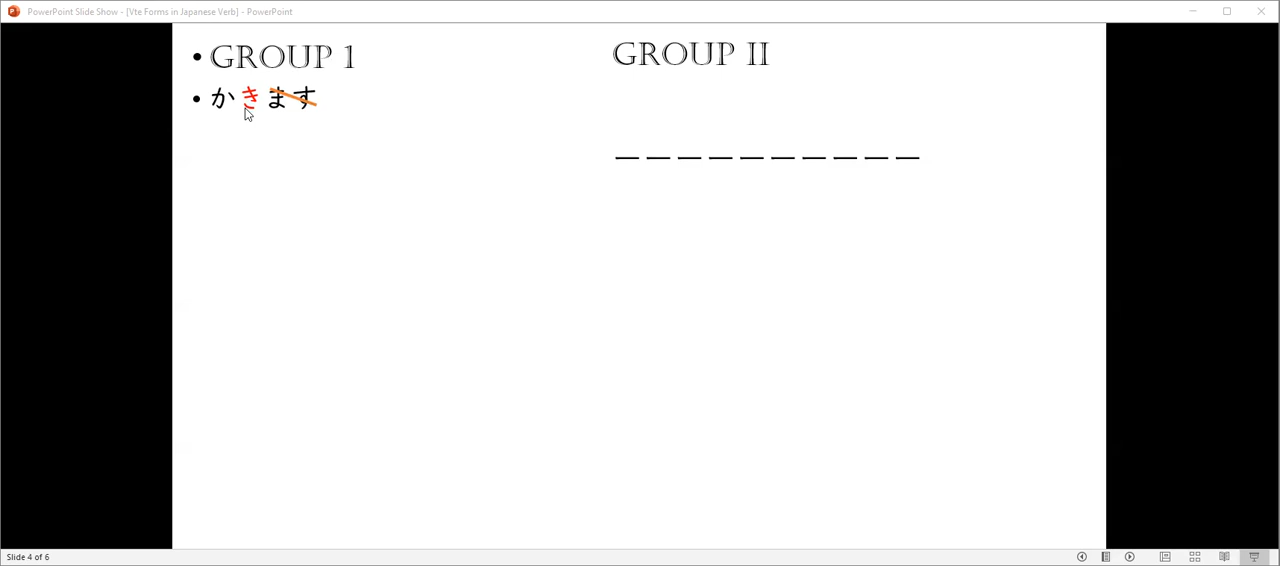 PowerPoint Slide Show - [Vte Forms in Japanese Verb] - PowerPoint
• GROUP 1
• かきます
GROUP II
— — — — — — — — — —
Slide 4 of 6